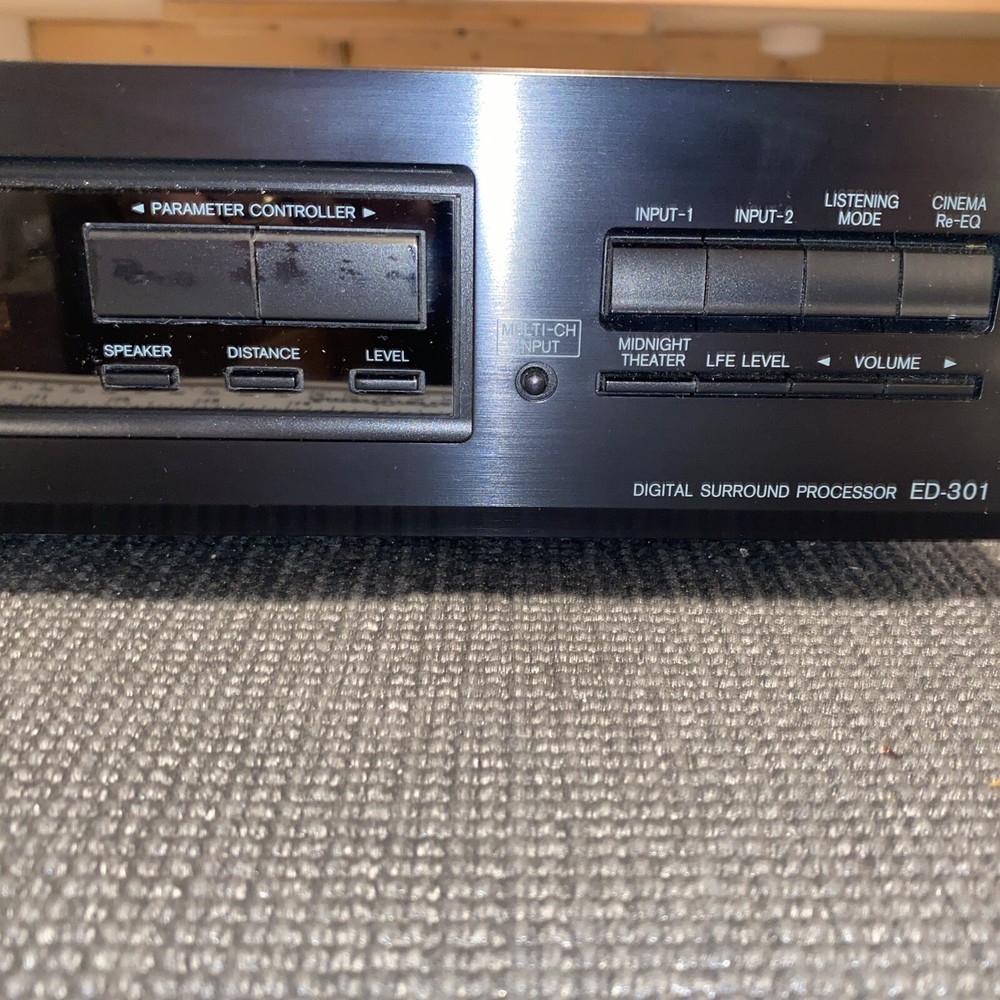 ◄ PARAMETER CONTROLLER ►
SPEAKER DISTANCE LEVEL
MULTI-CH
INPUT
INPUT-1 INPUT-2 LISTENING MODE CINEMA Re-EQ
MIDNIGHT THEATER LFE LEVEL ◄ VOLUME ►
DIGITAL SURROUND PROCESSOR ED-301